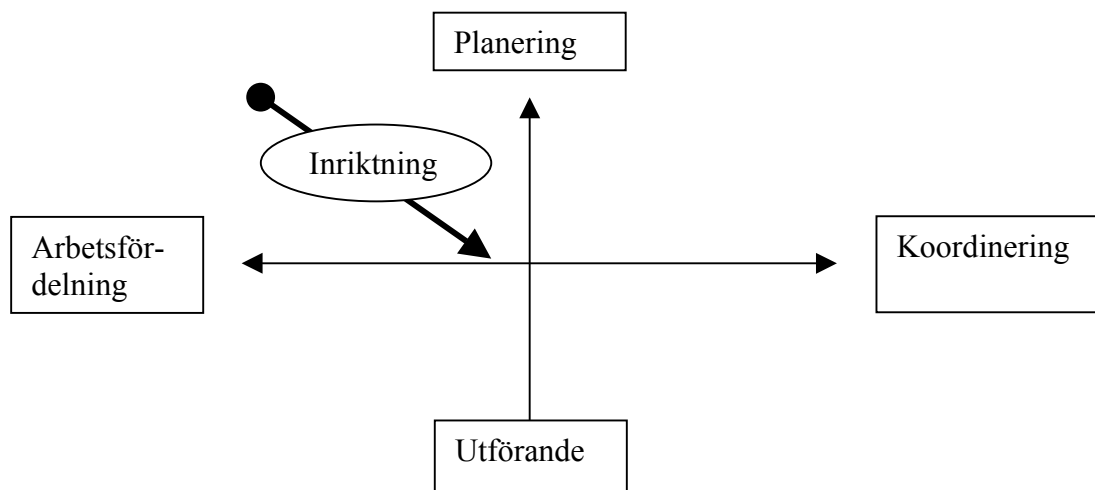 Planering
Inriktning
Arbetsför-
delning
Koordinering
Utförande